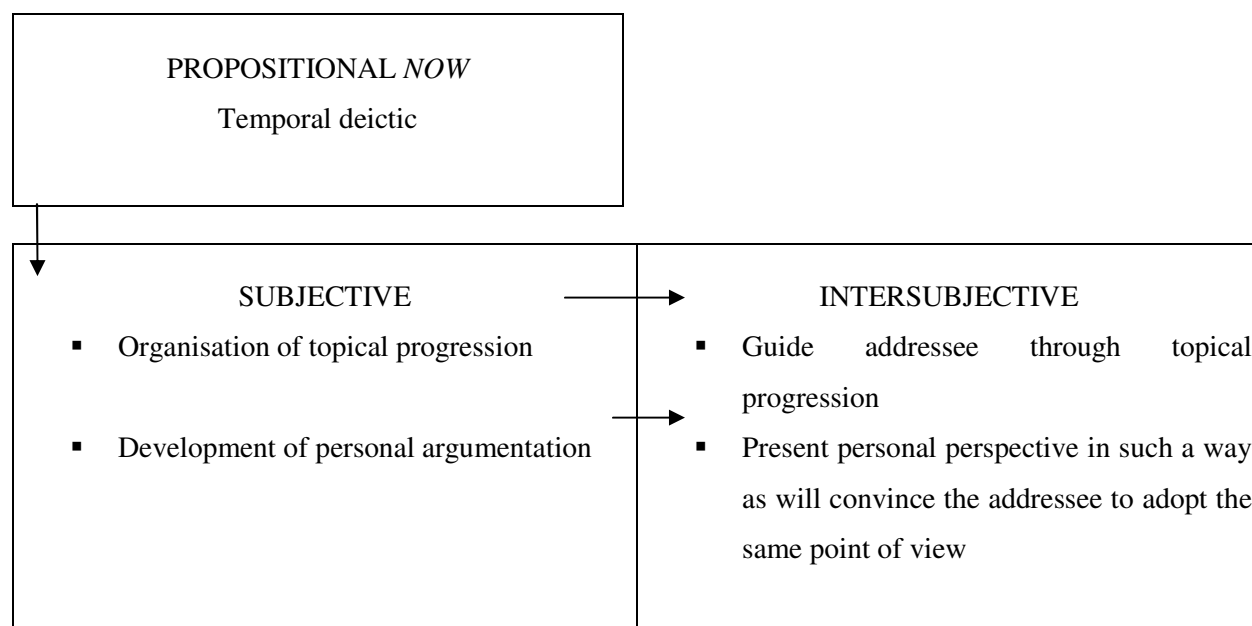 PROPOSITIONAL NOW
Temporal deictic
SUBJECTIVE
▪ Organisation of topical progression
▪ Development of personal argumentation
INTERSUBJECTIVE
▪ Guide addressee through topical
progression
▪ Present personal perspective in such a way
as will convince the addressee to adopt the
same point of view